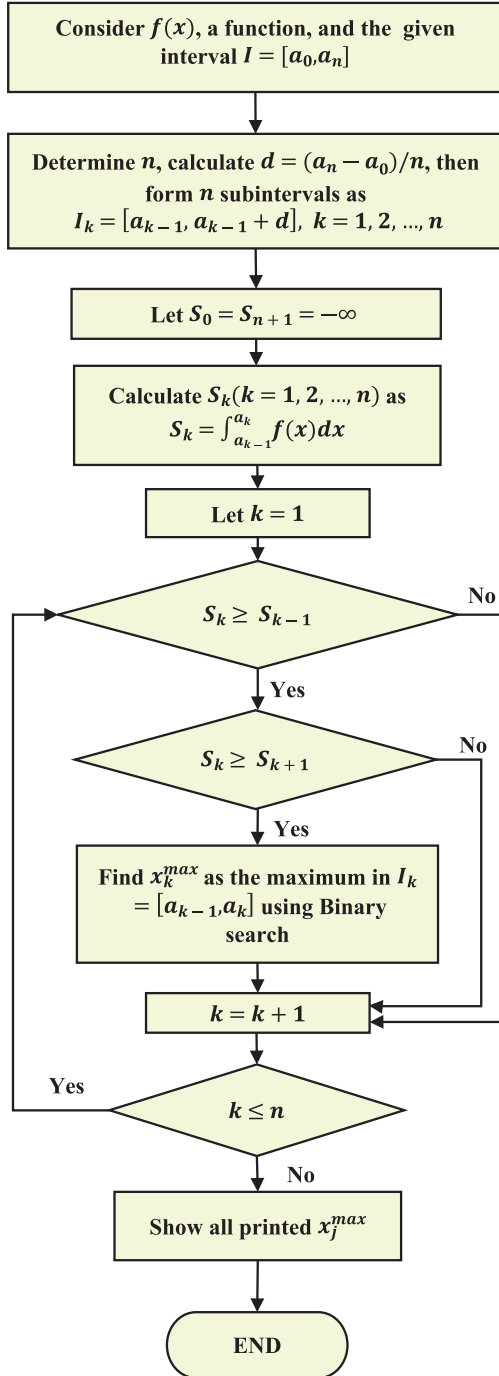 Consider f(x), a function, and the given
interval I = [a₀,aₙ]
Determine n, calculate d = (aₙ − a₀)/n, then
form n subintervals as
Iₖ = [aₖ₋₁, aₖ₋₁ + d], k = 1, 2, …, n
Let S₀ = Sₙ₊₁ = −∞
Calculate Sₖ(k = 1, 2, …, n) as
Sₖ = ∫_{aₖ₋₁}^{aₖ} f(x)dx
Let k = 1
Sₖ ≥ Sₖ₋₁
No
Yes
Sₖ ≥ Sₖ₊₁
No
Yes
Find xₖᵐᵃˣ as the maximum in Iₖ
= [aₖ₋₁,aₖ] using Binary
search
k = k + 1
Yes
k ≤ n
No
Show all printed xⱼᵐᵃˣ
END